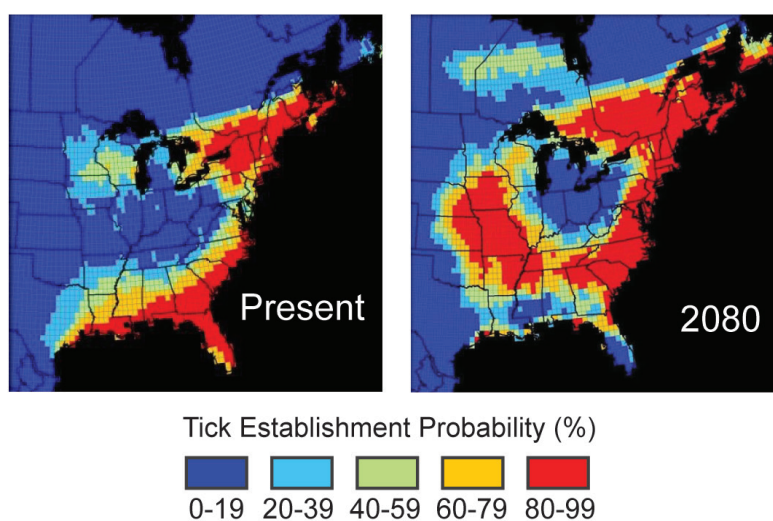 Present
2080
Tick Establishment Probability (%)
0-19 20-39 40-59 60-79 80-99